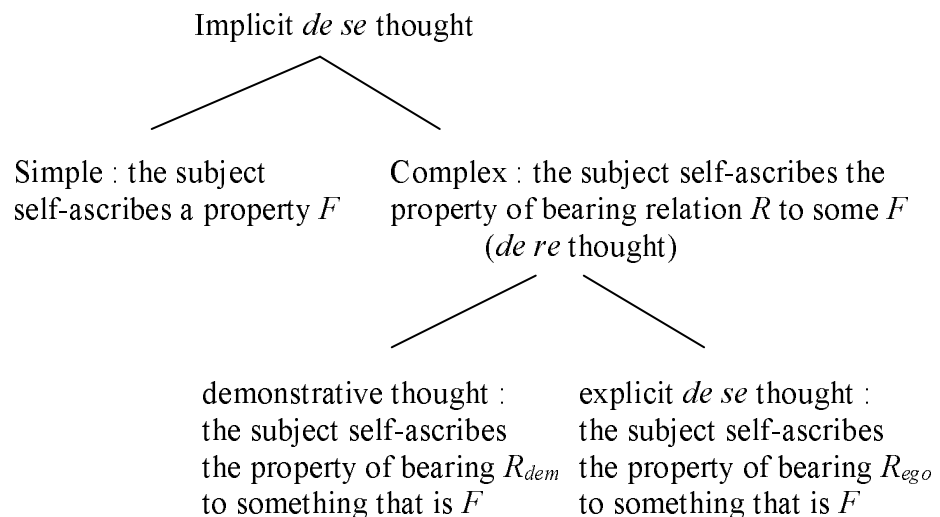 Implicit de se thought
Simple : the subject
self-ascribes a property F
Complex : the subject self-ascribes the
property of bearing relation R to some F
(de re thought)
demonstrative thought :
the subject self-ascribes
the property of bearing Rdem
to something that is F
explicit de se thought :
the subject self-ascribes
the property of bearing Rego
to something that is F